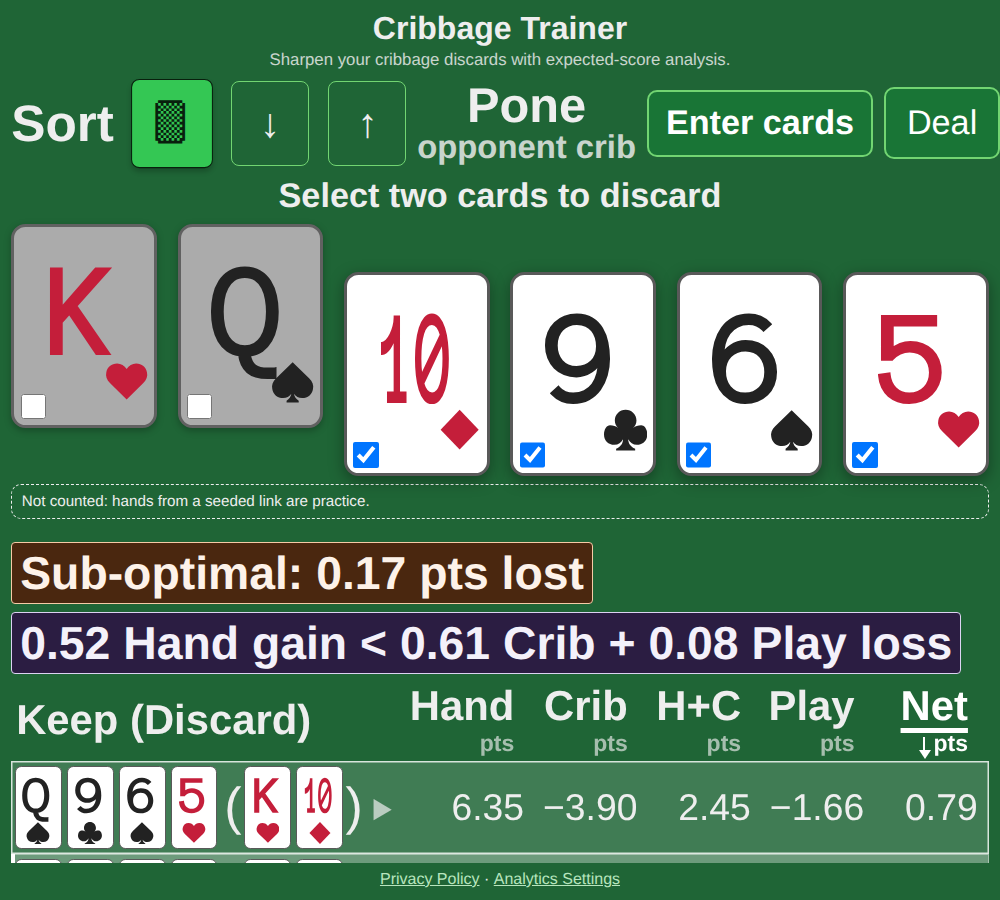 Cribbage Trainer
Sharpen your cribbage discards with expected-score analysis.
Sort ↓ ↑ Pone opponent crib Enter cards Deal
Select two cards to discard
K Q 10 9 6 5
Not counted: hands from a seeded link are practice.
Sub-optimal: 0.17 pts lost
0.52 Hand gain < 0.61 Crib + 0.08 Play loss
Keep (Discard) Hand Crib H+C Play Net
pts pts pts pts ↓pts
Q♠ 9♣ 6♠ 5♥ (K♥ 10♦) ▶ 6.35 −3.90 2.45 −1.66 0.79
Privacy Policy · Analytics Settings